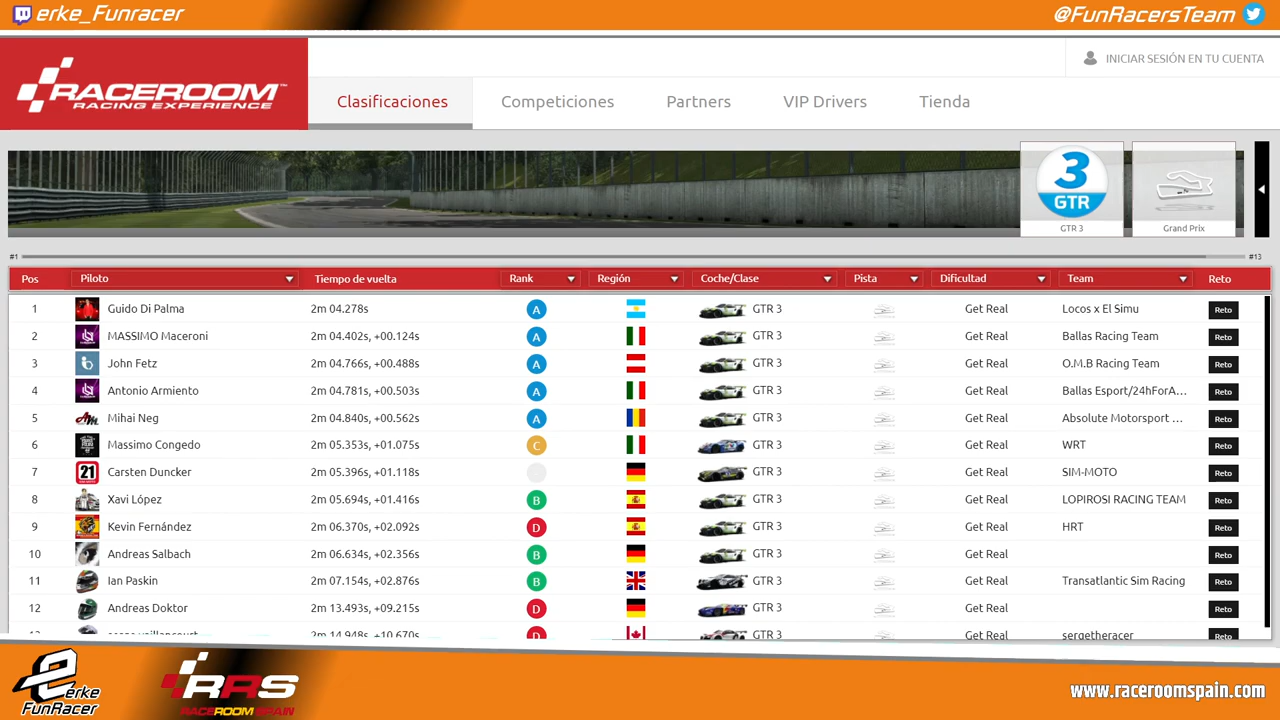 erke_Funracer
@FunRacersTeam
RACEROOM™
RACING EXPERIENCE
INICIAR SESIÓN EN TU CUENTA
Clasificaciones Competiciones Partners VIP Drivers Tienda
3
GTR
GTR 3
Grand Prix
#1
#13
Pos Piloto Tiempo de vuelta Rank Región Coche/Clase Pista Dificultad Team Reto
1 Guido Di Palma 2m 04.278s A GTR 3 Get Real Locos x El Simu Reto
2 MASSIMO Maceroni 2m 04.402s, +00.124s A GTR 3 Get Real Ballas Racing Team Reto
3 John Fetz 2m 04.766s, +00.488s A GTR 3 Get Real O.M.B Racing Team Reto
4 Antonio Armiento 2m 04.781s, +00.503s A GTR 3 Get Real Ballas Esport/24hForA... Reto
5 Mihai Neg 2m 04.840s, +00.562s A GTR 3 Get Real Absolute Motorsport ... Reto
6 Massimo Congedo 2m 05.353s, +01.075s C GTR 3 Get Real WRT Reto
7 21 Carsten Duncker 2m 05.396s, +01.118s GTR 3 Get Real SIM-MOTO Reto
8 Xavi López 2m 05.694s, +01.416s B GTR 3 Get Real LOPIROSI RACING TEAM Reto
9 Kevin Fernández 2m 06.370s, +02.092s D GTR 3 Get Real HRT Reto
10 Andreas Salbach 2m 06.634s, +02.356s B GTR 3 Get Real Reto
11 Ian Paskin 2m 07.154s, +02.876s B GTR 3 Get Real Transatlantic Sim Racing Reto
12 Andreas Doktor 2m 13.493s, +09.215s D GTR 3 Get Real Reto
13 serge vaillancourt 2m 14.948s, +10.670s D GTR 3 Get Real sergetheracer Reto
erke
FunRacer
RRS
RACEROOM SPAIN
www.raceroomspain.com